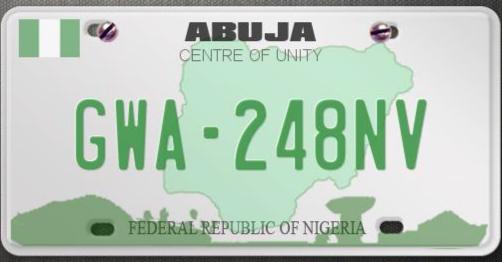 ABUJA
CENTRE OF UNITY
GWA-248NV
FEDERAL REPUBLIC OF NIGERIA